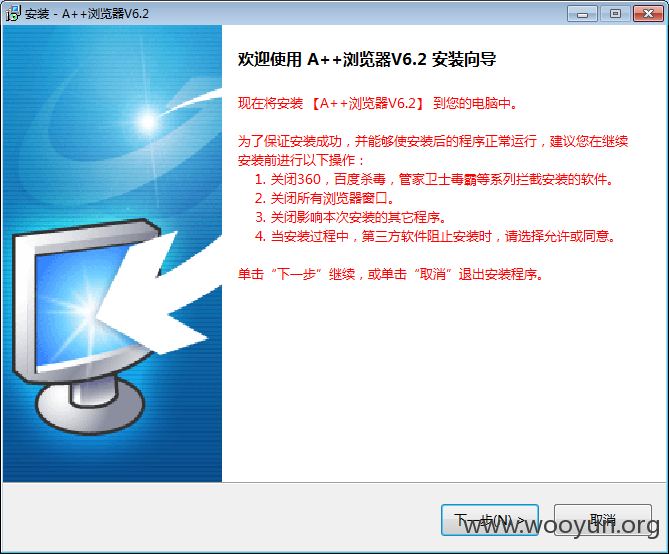 安装 - A++浏览器V6.2
欢迎使用 A++浏览器V6.2 安装向导
现在将安装 【A++浏览器V6.2】 到您的电脑中。
为了保证安装成功，并能够使安装后的程序正常运行，建议您在继续
安装前进行以下操作：
1. 关闭360，百度杀毒，管家卫士毒霸等系列拦截安装的软件。
2. 关闭所有浏览器窗口。
3. 关闭影响本次安装的其它程序。
4. 当安装过程中，第三方软件阻止安装时，请选择允许或同意。
单击“下一步”继续，或单击“取消”退出安装程序。
下一步(N) > 取消
www.wooyun.org